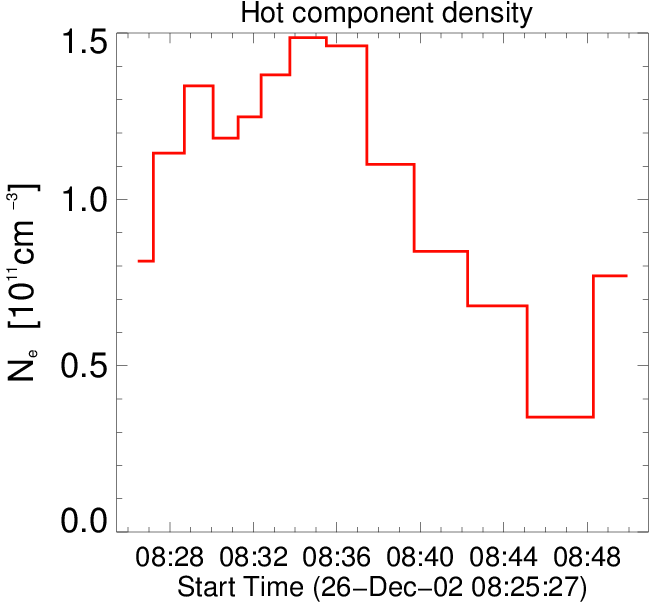 Hot component density
1.5
1.0
0.5
0.0
Nₑ [10¹¹cm⁻³]
08:28 08:32 08:36 08:40 08:44 08:48
Start Time (26−Dec−02 08:25:27)